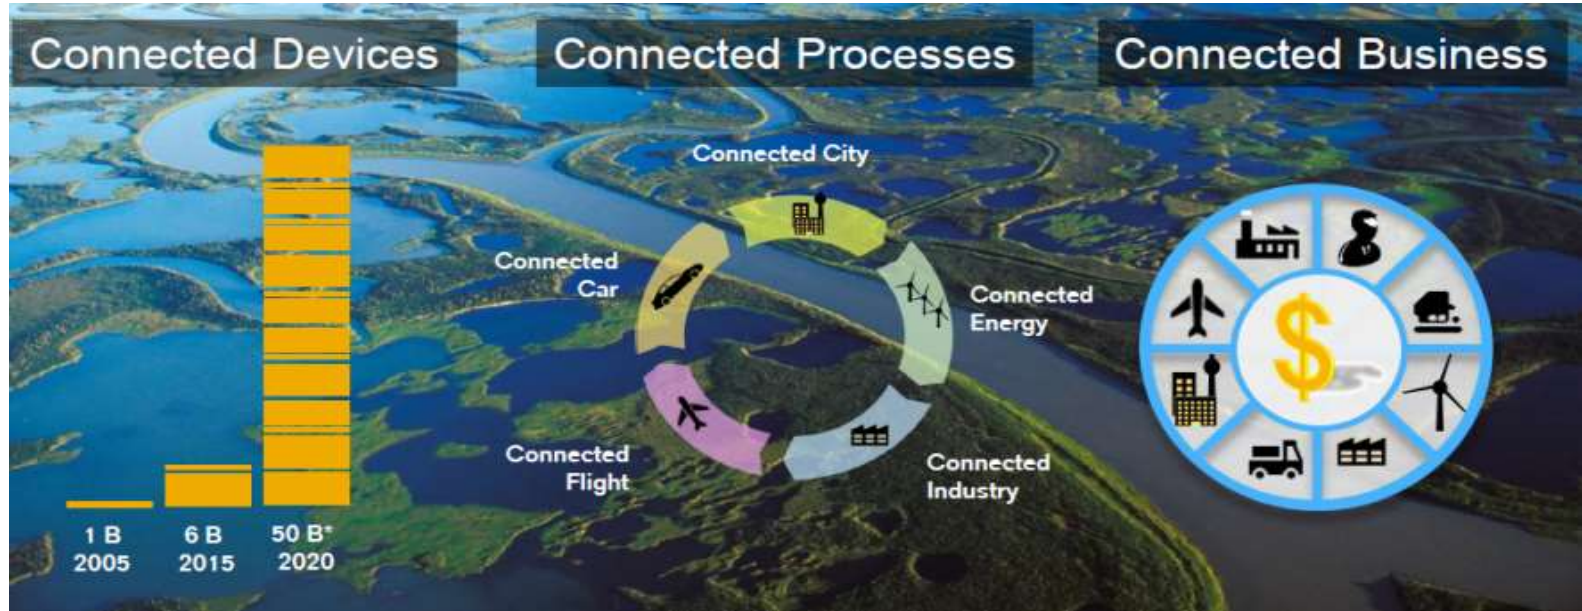 Connected Devices
Connected Processes
Connected Business
1 B
2005
6 B
2015
50 B*
2020
Connected City
Connected
Car
Connected
Energy
Connected
Flight
Connected
Industry
$